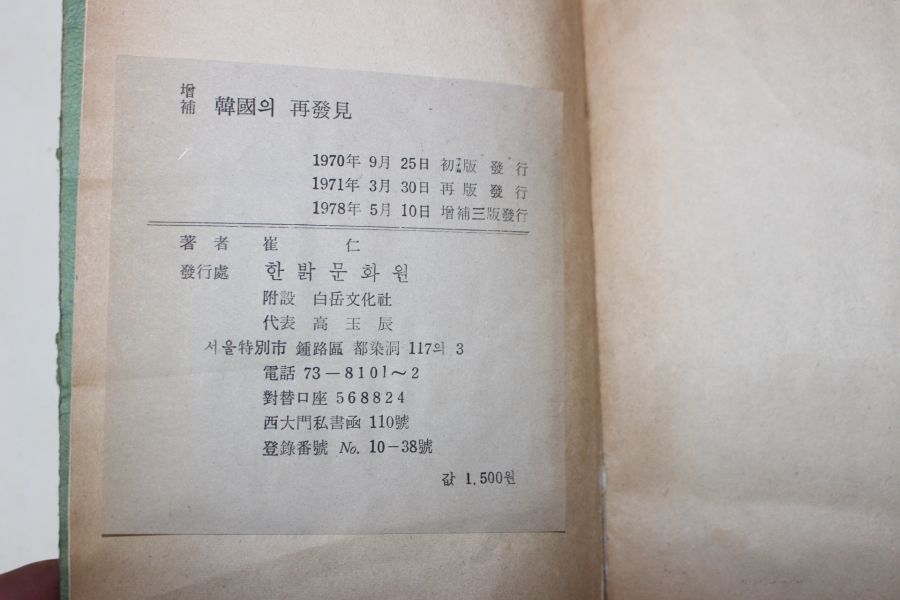 增補 韓國의 再發見
1970年 9月 25日 初版 發行
1971年 3月 30日 再版 發行
1978年 5月 10日 增補三版發行
著者 崔 仁
發行處 한밝문화원
附設 白岳文化社
代表 高玉辰
서울特別市 鍾路區 都染洞 117의 3
電話 73－8101～2
對替口座 568824
西大門私書函 110號
登錄番號 No. 10－38號
값 1,500원